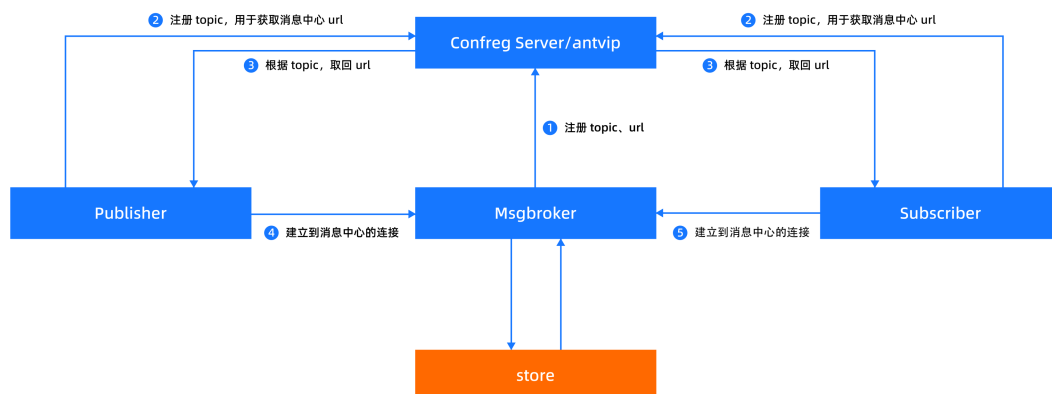 2 注册 topic，用于获取消息中心 url
2 注册 topic，用于获取消息中心 url
Confreg Server/antvip
3 根据 topic，取回 url
3 根据 topic，取回 url
1 注册 topic、url
Publisher
Msgbroker
Subscriber
4 建立到消息中心的连接
5 建立到消息中心的连接
store